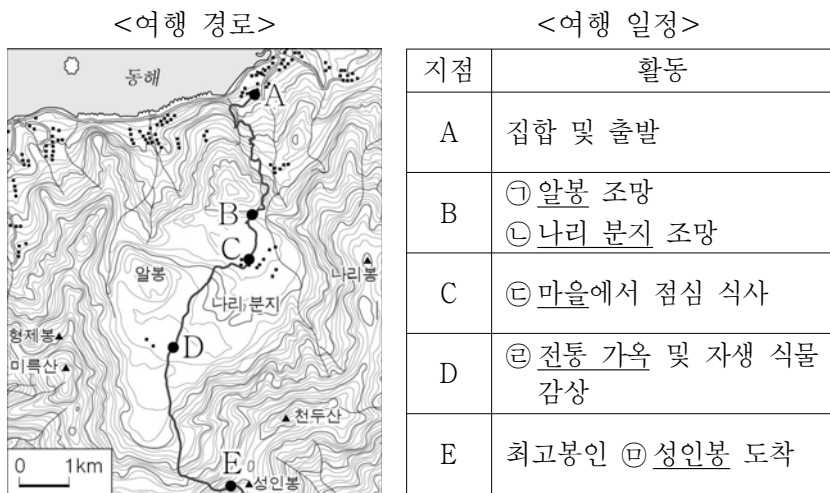 <여행 경로>
동해
A
B
C
알봉
나리봉
나리 분지
형제봉
D
미륵산
천두산
E
성인봉
0 1km
<여행 일정>
지점 활동
A 집합 및 출발
B ㉠ 알봉 조망
㉡ 나리 분지 조망
C ㉢ 마을에서 점심 식사
D ㉣ 전통 가옥 및 자생 식물
감상
E 최고봉인 ㉤ 성인봉 도착